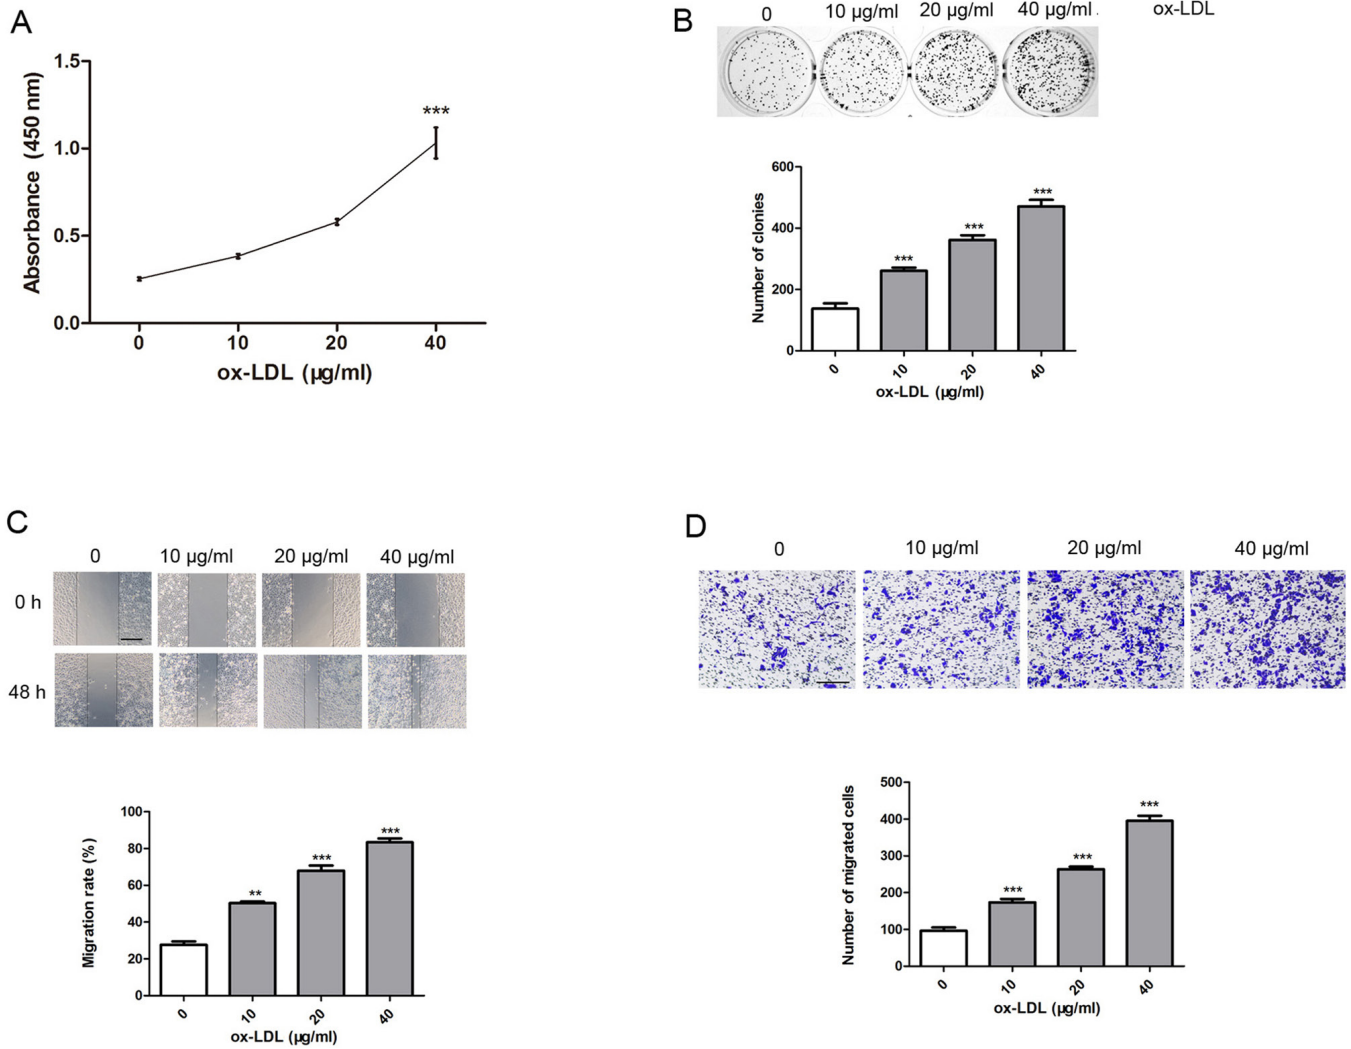 A
Absorbance (450 nm)
1.5
1.0
0.5
0.0
***
0 10 20 40
ox-LDL (µg/ml)
B
0 10 µg/ml 20 µg/ml 40 µg/ml ox-LDL
Number of clonies
600
400
200
0
*** *** ***
0 10 20 40
ox-LDL (µg/ml)
C
0 10 µg/ml 20 µg/ml 40 µg/ml
0 h
48 h
Migration rate (%)
100
80
60
40
20
0
** *** ***
0 10 20 40
ox-LDL (µg/ml)
D
0 10 µg/ml 20 µg/ml 40 µg/ml
Number of migrated cells
500
400
300
200
100
0
*** *** ***
0 10 20 40
ox-LDL (µg/ml)